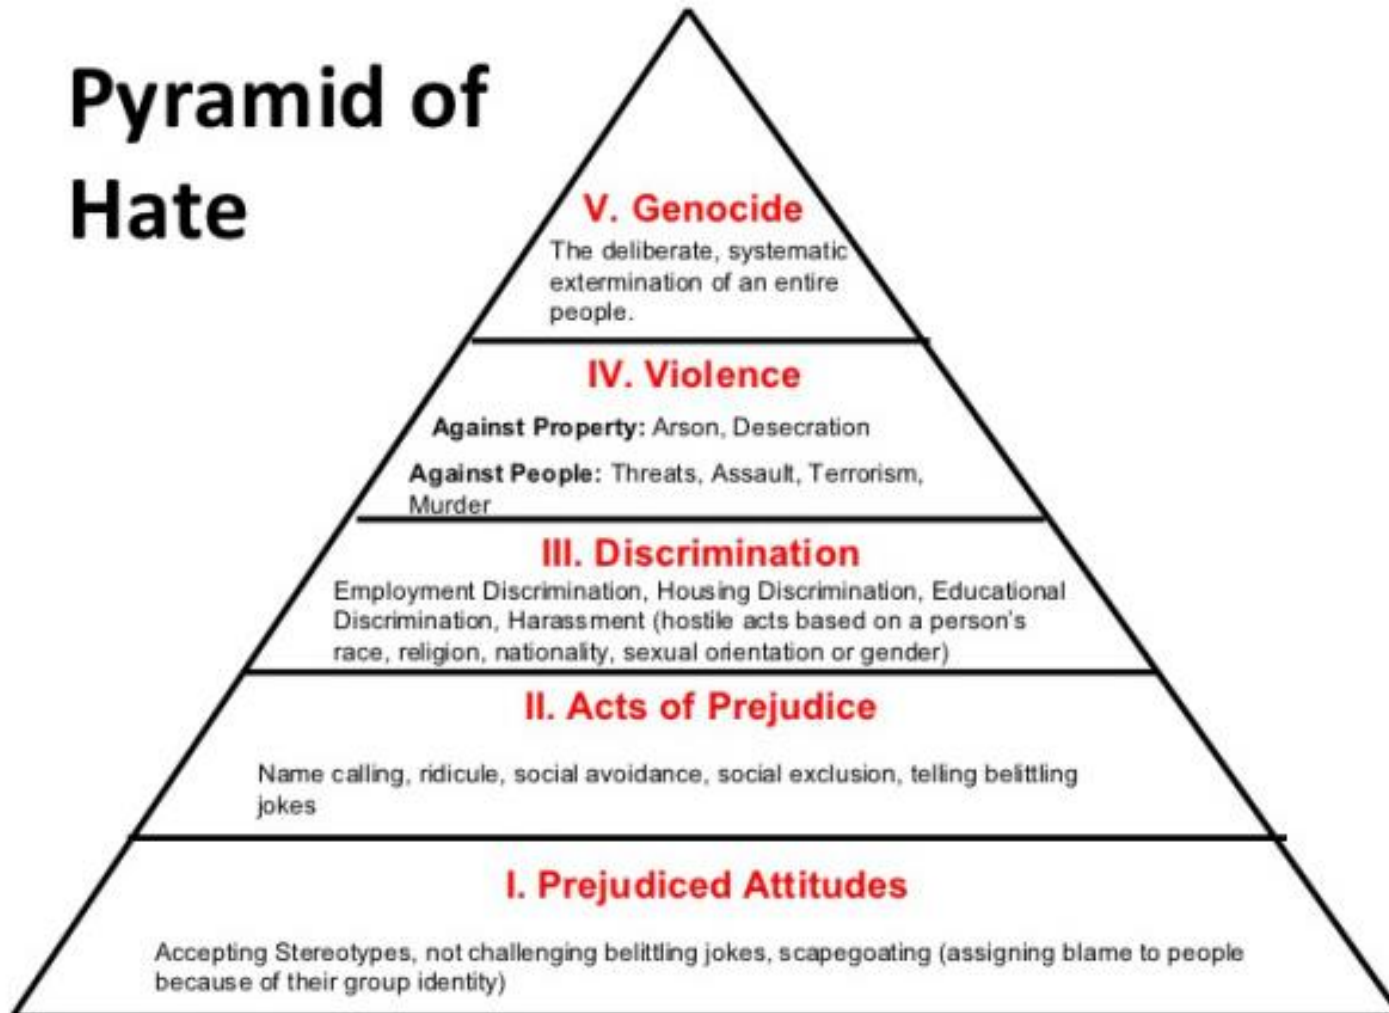 Pyramid of
Hate
V. Genocide
The deliberate, systematic
extermination of an entire
people.
IV. Violence
Against Property: Arson, Desecration
Against People: Threats, Assault, Terrorism,
Murder
III. Discrimination
Employment Discrimination, Housing Discrimination, Educational
Discrimination, Harassment (hostile acts based on a person's
race, religion, nationality, sexual orientation or gender)
II. Acts of Prejudice
Name calling, ridicule, social avoidance, social exclusion, telling belittling
jokes
I. Prejudiced Attitudes
Accepting Stereotypes, not challenging belittling jokes, scapegoating (assigning blame to people
because of their group identity)